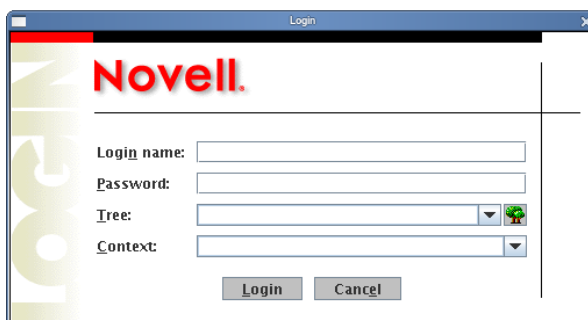 Login
LOGIN
Novell®
Login name:
Password:
Tree:
Context:
Login
Cancel